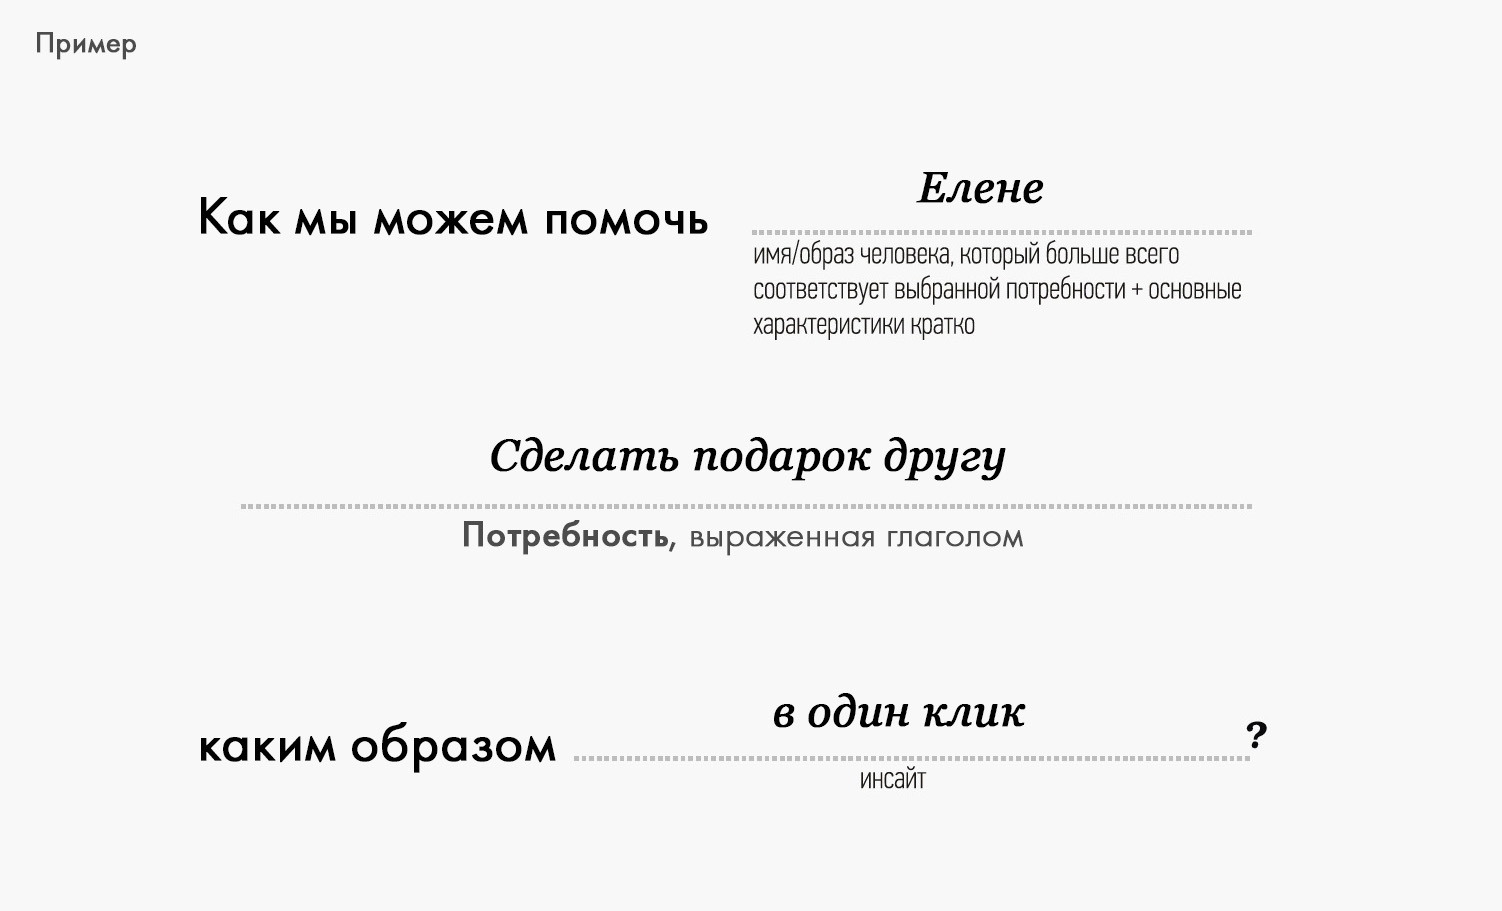 Пример
Елене
Как мы можем помочь
имя/образ человека, который больше всего
соответствует выбранной потребности + основные
характеристики кратко
Сделать подарок другу
Потребность, выраженная глаголом
в один клик
каким образом ?
инсайт